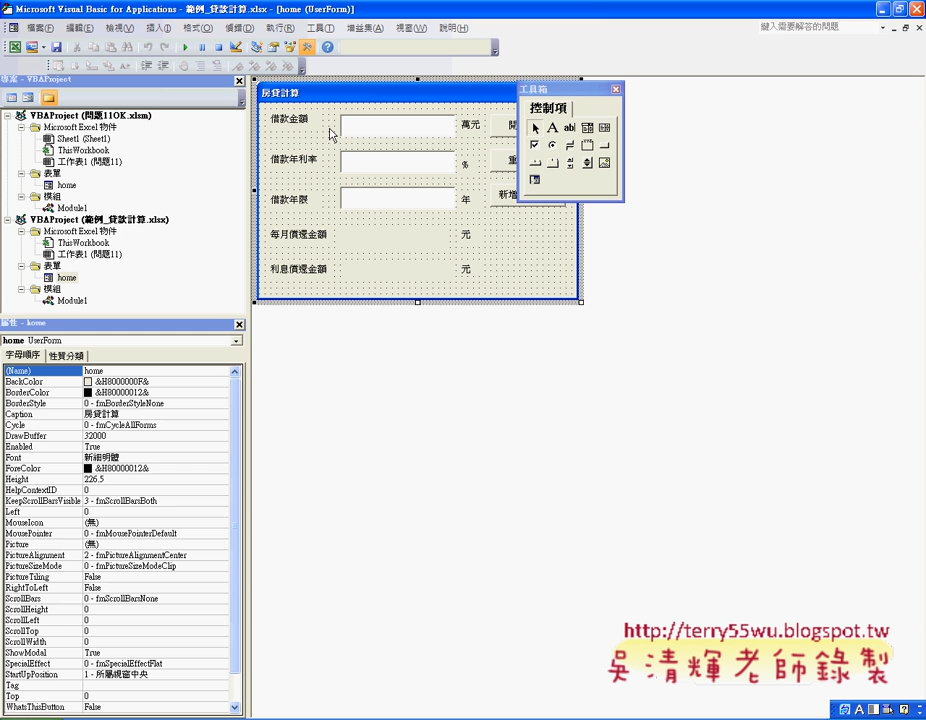 Microsoft Visual Basic for Applications - 範例_貸款計算.xlsx - [home (UserForm)]
檔案(F) 編輯(E) 檢視(V) 插入(I) 格式(O) 偵錯(D) 執行(R) 工具(T) 增益集(A) 視窗(W) 說明(H)
鍵入需要解答的問題
專案 - VBAProject
VBAProject (問題11OK.xlsm)
Microsoft Excel 物件
Sheet1 (Sheet1)
ThisWorkbook
工作表1 (問題11)
表單
home
模組
Module1
VBAProject (範例_貸款計算.xlsx)
Microsoft Excel 物件
ThisWorkbook
工作表1 (問題11)
表單
home
模組
Module1
屬性 - home
home UserForm
字母順序 性質分類
(Name) home
BackColor &H8000000F&
BorderColor &H80000012&
BorderStyle 0 - fmBorderStyleNone
Caption 房貸計算
Cycle 0 - fmCycleAllForms
DrawBuffer 32000
Enabled True
Font 新細明體
ForeColor &H80000012&
Height 226.5
HelpContextID 0
KeepScrollBarsVisible 3 - fmScrollBarsBoth
Left 0
MouseIcon (無)
MousePointer 0 - fmMousePointerDefault
Picture (無)
PictureAlignment 2 - fmPictureAlignmentCenter
PictureSizeMode 0 - fmPictureSizeModeClip
PictureTiling False
RightToLeft False
ScrollBars 0 - fmScrollBarsNone
ScrollHeight 0
ScrollLeft 0
ScrollTop 0
ScrollWidth 0
ShowModal True
SpecialEffect 0 - fmSpecialEffectFlat
StartUpPosition 1 - 所屬視窗中央
Tag
Top 0
WhatsThisButton False
房貸計算
借款金額 萬元 開
借款年利率 % 重
借款年限 年 新增
每月償還金額 元
利息償還金額 元
工具箱
控制項
A ab|
http://terry55wu.blogspot.tw
吳清輝老師錄製
A